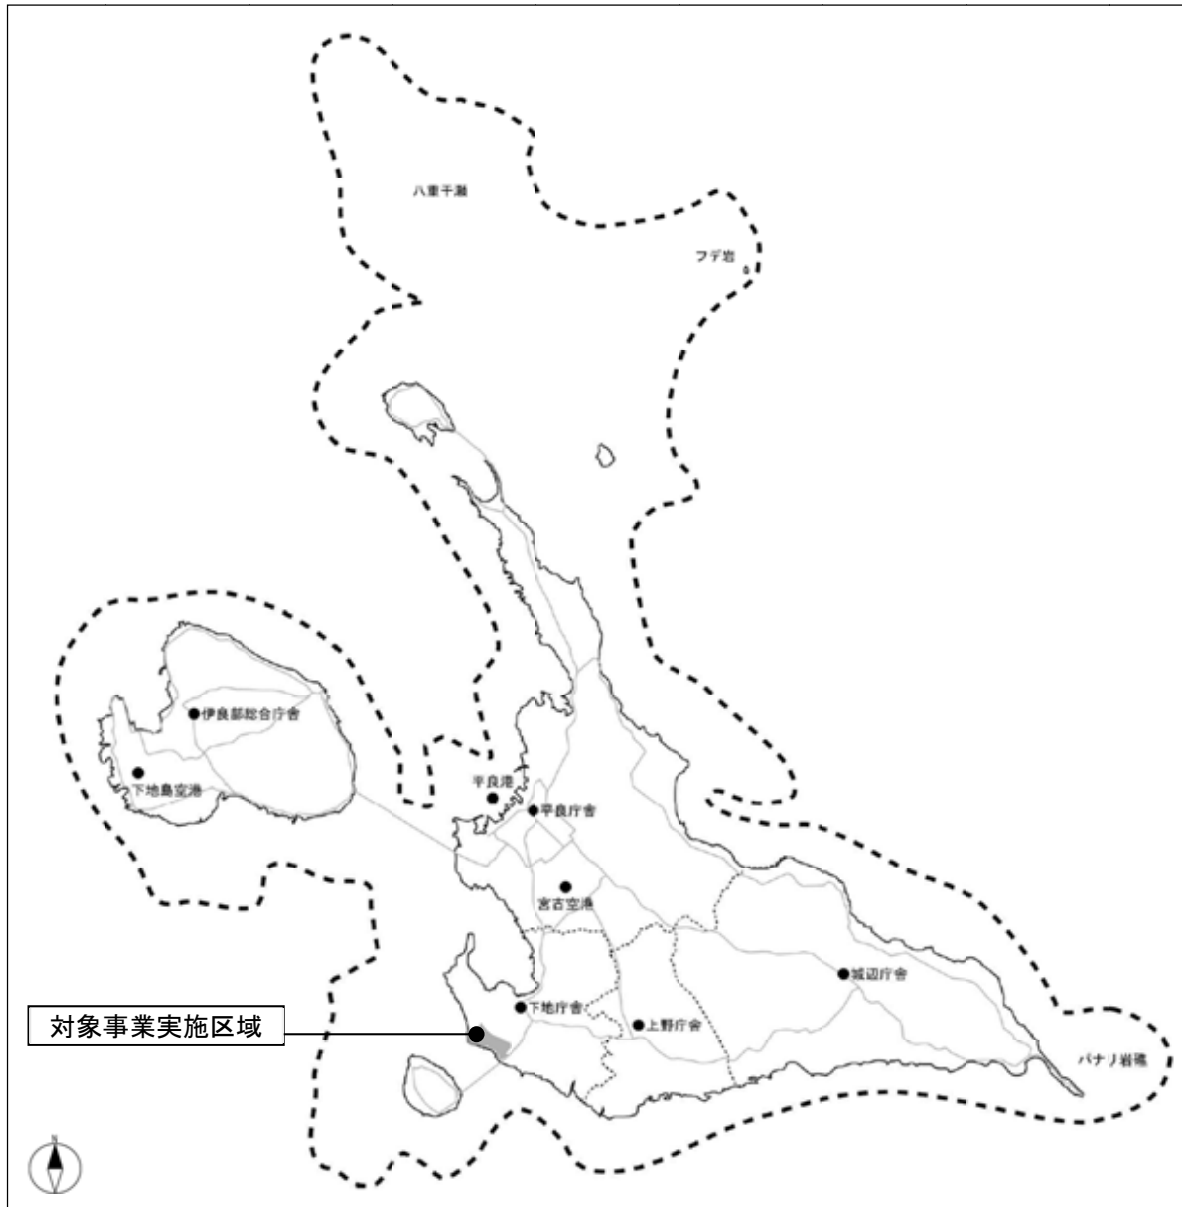 八重干瀬
フデ岩
伊良部総合庁舎
下地島空港
平良港
平良庁舎
宮古空港
城辺庁舎
下地庁舎
上野庁舎
対象事業実施区域
パナリ岩礁
N